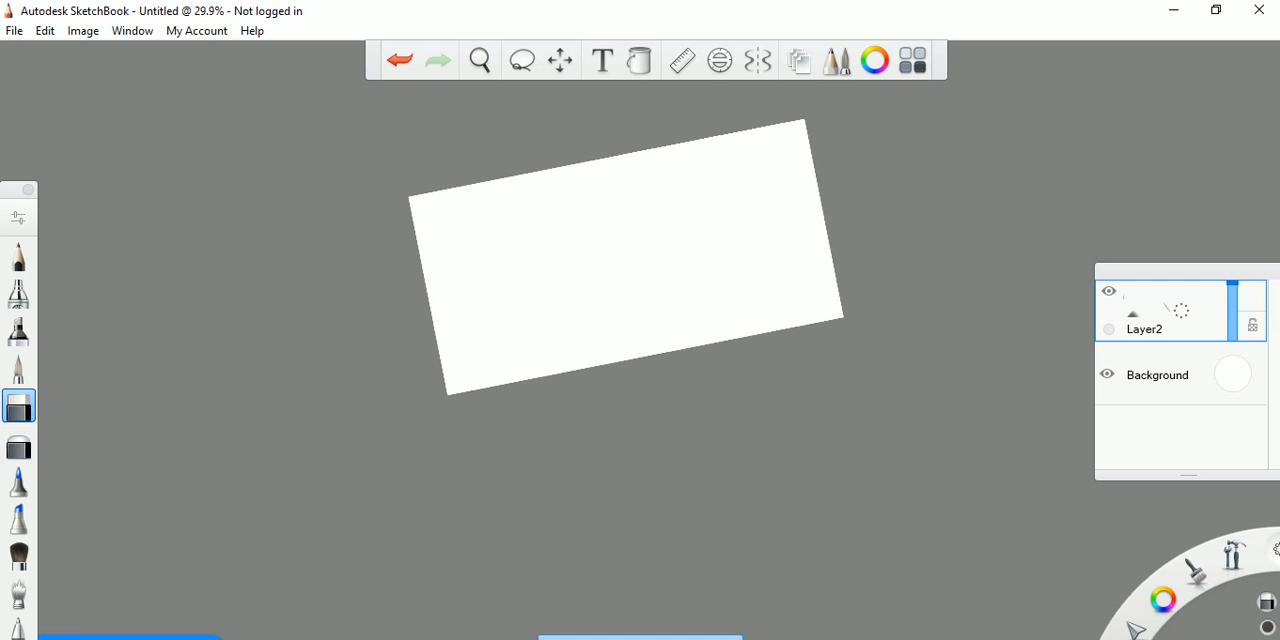 Autodesk SketchBook - Untitled @ 29.9% - Not logged in
File Edit Image Window My Account Help
T
Layer2
Background